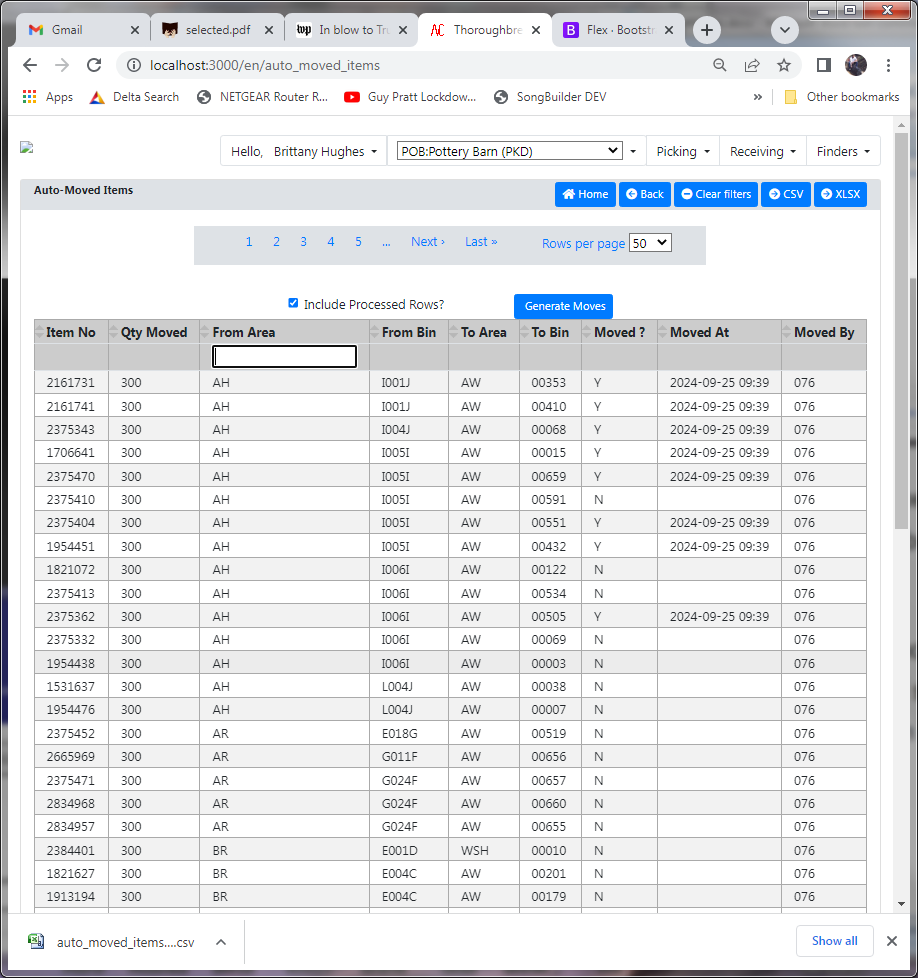 Gmail selected.pdf In blow to Tru Thoroughbre Flex · Bootstr
localhost:3000/en/auto_moved_items
Apps Delta Search NETGEAR Router R... Guy Pratt Lockdow... SongBuilder DEV » Other bookmarks
Hello, Brittany Hughes POB:Pottery Barn (PKD) Picking Receiving Finders
Auto-Moved Items Home Back Clear filters CSV XLSX
1 2 3 4 5 ... Next › Last » Rows per page 50
Include Processed Rows? Generate Moves
Item No Qty Moved From Area From Bin To Area To Bin Moved ? Moved At Moved By
2161731 300 AH I001J AW 00353 Y 2024-09-25 09:39 076
2161741 300 AH I001J AW 00410 Y 2024-09-25 09:39 076
2375343 300 AH I004J AW 00068 Y 2024-09-25 09:39 076
1706641 300 AH I005I AW 00015 Y 2024-09-25 09:39 076
2375470 300 AH I005I AW 00659 Y 2024-09-25 09:39 076
2375410 300 AH I005I AW 00591 N 076
2375404 300 AH I005I AW 00551 Y 2024-09-25 09:39 076
1954451 300 AH I005I AW 00432 Y 2024-09-25 09:39 076
1821072 300 AH I006I AW 00122 N 076
2375413 300 AH I006I AW 00534 N 076
2375362 300 AH I006I AW 00505 Y 2024-09-25 09:39 076
2375332 300 AH I006I AW 00069 N 076
1954438 300 AH I006I AW 00003 N 076
1531637 300 AH L004J AW 00038 N 076
1954476 300 AH L004J AW 00007 N 076
2375452 300 AR E018G AW 00519 N 076
2665969 300 AR G011F AW 00656 N 076
2375471 300 AR G024F AW 00657 N 076
2834968 300 AR G024F AW 00660 N 076
2834957 300 AR G024F AW 00655 N 076
2384401 300 BR E001D WSH 00010 N 076
1821627 300 BR E004C AW 00201 N 076
1913194 300 BR E004C AW 00179 N 076
auto_moved_items....csv Show all